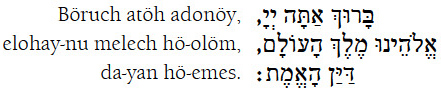 Böruch atöh adonöy, בָּרוּךְ אַתָּה יְיָ,
elohay-nu melech hö-olöm, אֱלֹהֵינוּ מֶלֶךְ הָעוֹלָם,
da-yan hö-emes. דַּיַּן הָאֱמֶת: